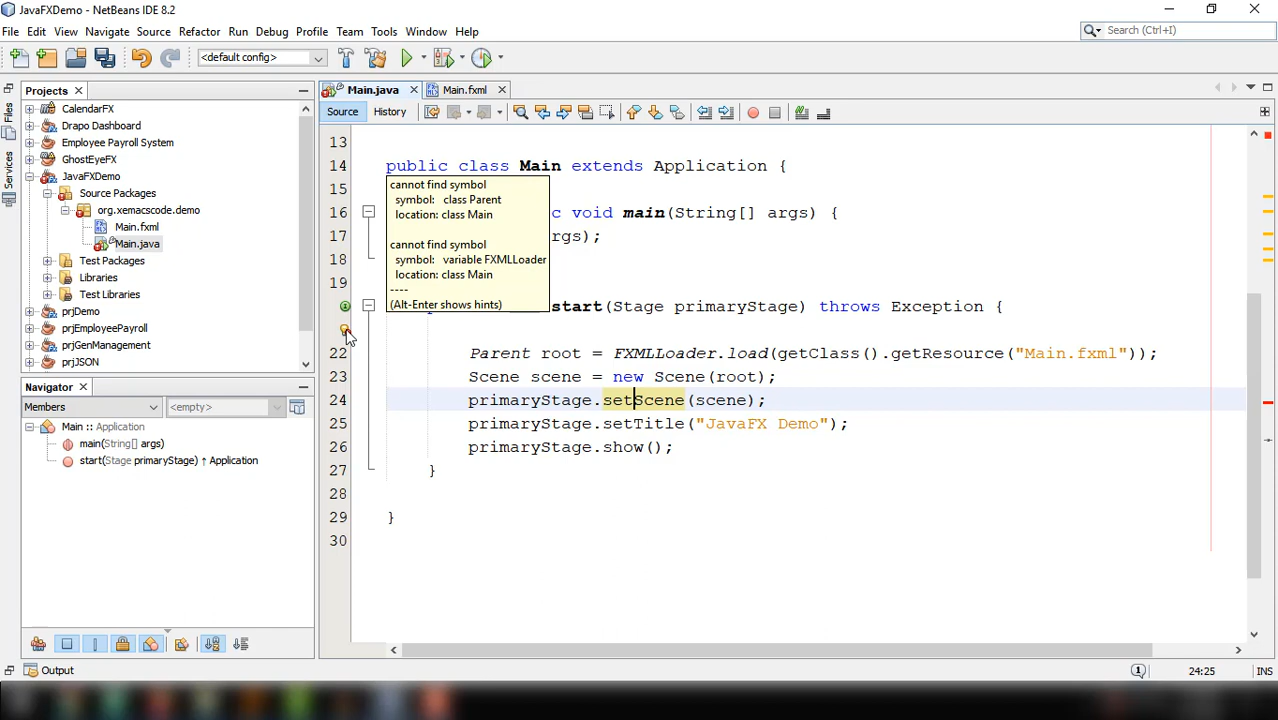 JavaFXDemo - NetBeans IDE 8.2
File Edit View Navigate Source Refactor Run Debug Profile Team Tools Window Help
Search (Ctrl+I)
<default config>
Files
Services
Projects
CalendarFX
Drapo Dashboard
Employee Payroll System
GhostEyeFX
JavaFXDemo
Source Packages
org.xemacscode.demo
Main.fxml
Main.java
Test Packages
Libraries
Test Libraries
prjDemo
prjEmployeePayroll
prjGenManagement
prjJSON
Navigator
Members
<empty>
Main :: Application
main(String[] args)
start(Stage primaryStage) ↑ Application
Main.java
Main.fxml
Source History
13
14 public class Main extends Application {
15
16 c void main(String[] args) {
17 rgs);
18
19
start(Stage primaryStage) throws Exception {
22 Parent root = FXMLLoader.load(getClass().getResource("Main.fxml"));
23 Scene scene = new Scene(root);
24 primaryStage.setScene(scene);
25 primaryStage.setTitle("JavaFX Demo");
26 primaryStage.show();
27 }
28
29 }
30
cannot find symbol
symbol: class Parent
location: class Main
cannot find symbol
symbol: variable FXMLLoader
location: class Main
----
(Alt-Enter shows hints)
Output
1
24:25
INS